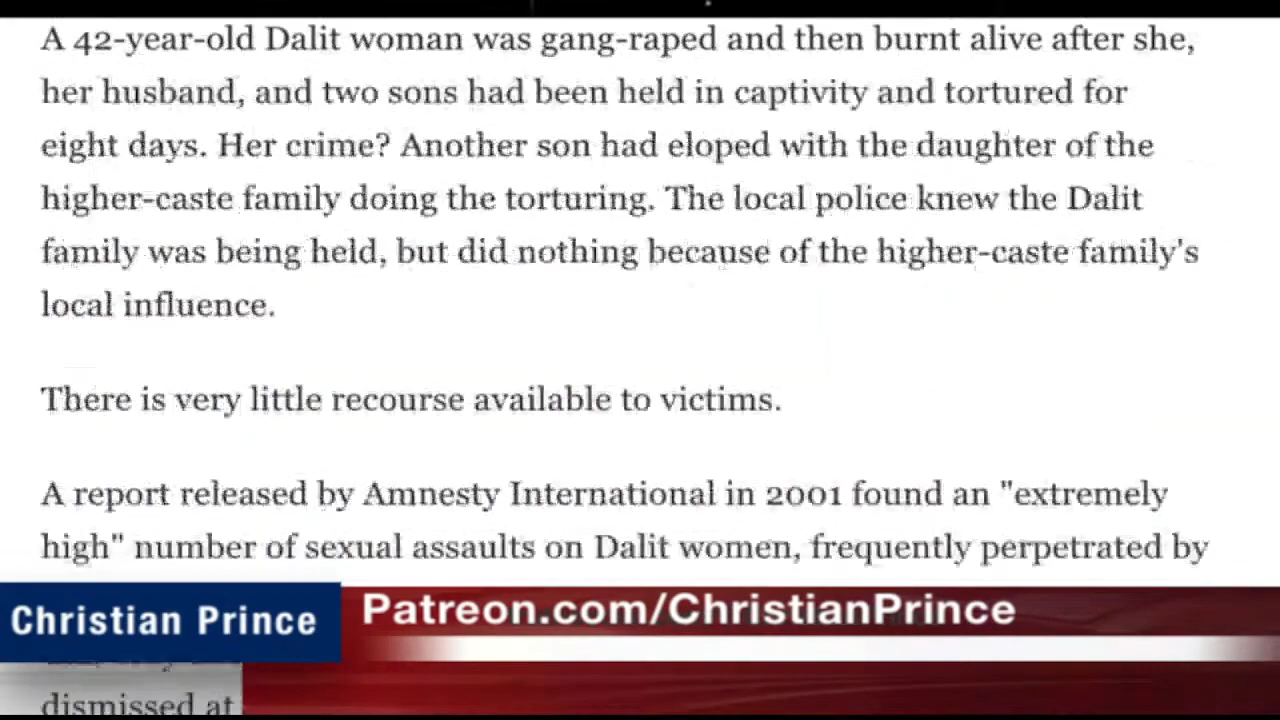 A 42-year-old Dalit woman was gang-raped and then burnt alive after she,
her husband, and two sons had been held in captivity and tortured for
eight days. Her crime? Another son had eloped with the daughter of the
higher-caste family doing the torturing. The local police knew the Dalit
family was being held, but did nothing because of the higher-caste family's
local influence.
There is very little recourse available to victims.
A report released by Amnesty International in 2001 found an "extremely
high" number of sexual assaults on Dalit women, frequently perpetrated by
Christian Prince
Patreon.com/ChristianPrince
dismissed at